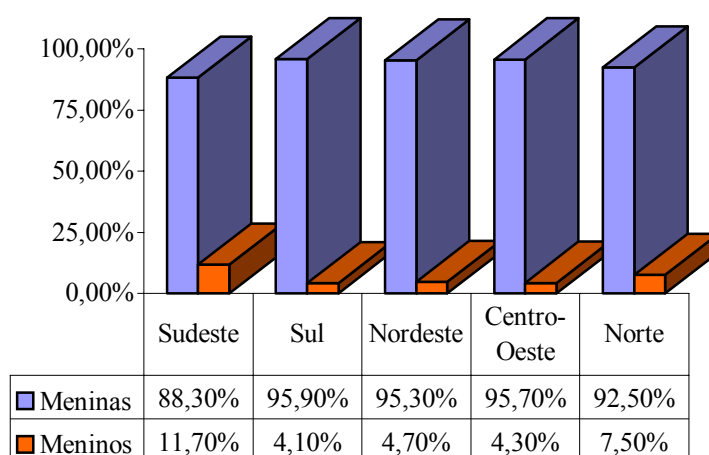 100,00%
75,00%
50,00%
25,00%
0,00%
Sudeste Sul Nordeste Centro-Oeste Norte
Meninas 88,30% 95,90% 95,30% 95,70% 92,50%
Meninos 11,70% 4,10% 4,70% 4,30% 7,50%